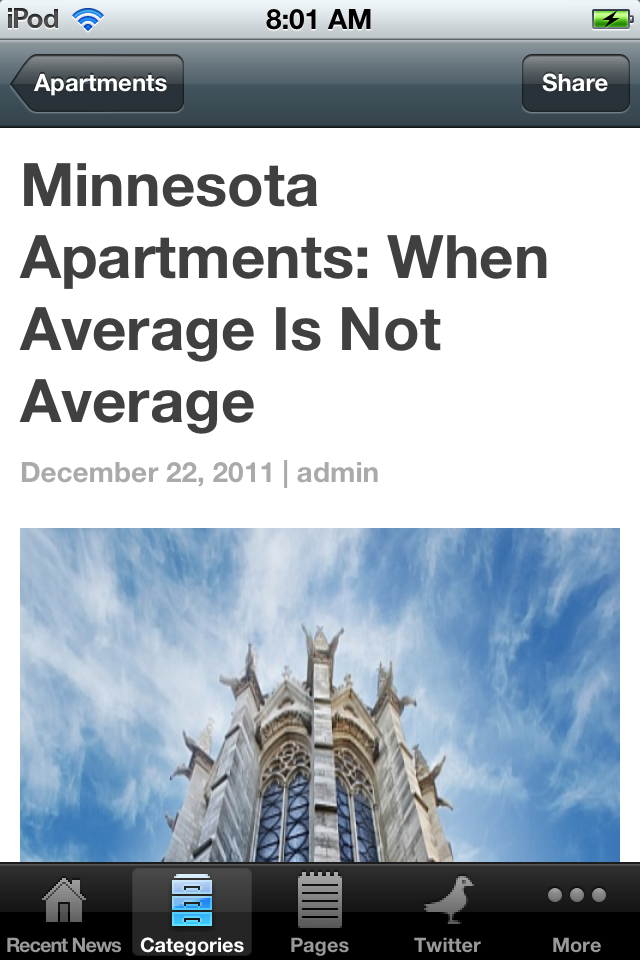 iPod 8:01 AM
Apartments Share
Minnesota
Apartments: When
Average Is Not
Average
December 22, 2011 | admin
Recent News Categories Pages Twitter More